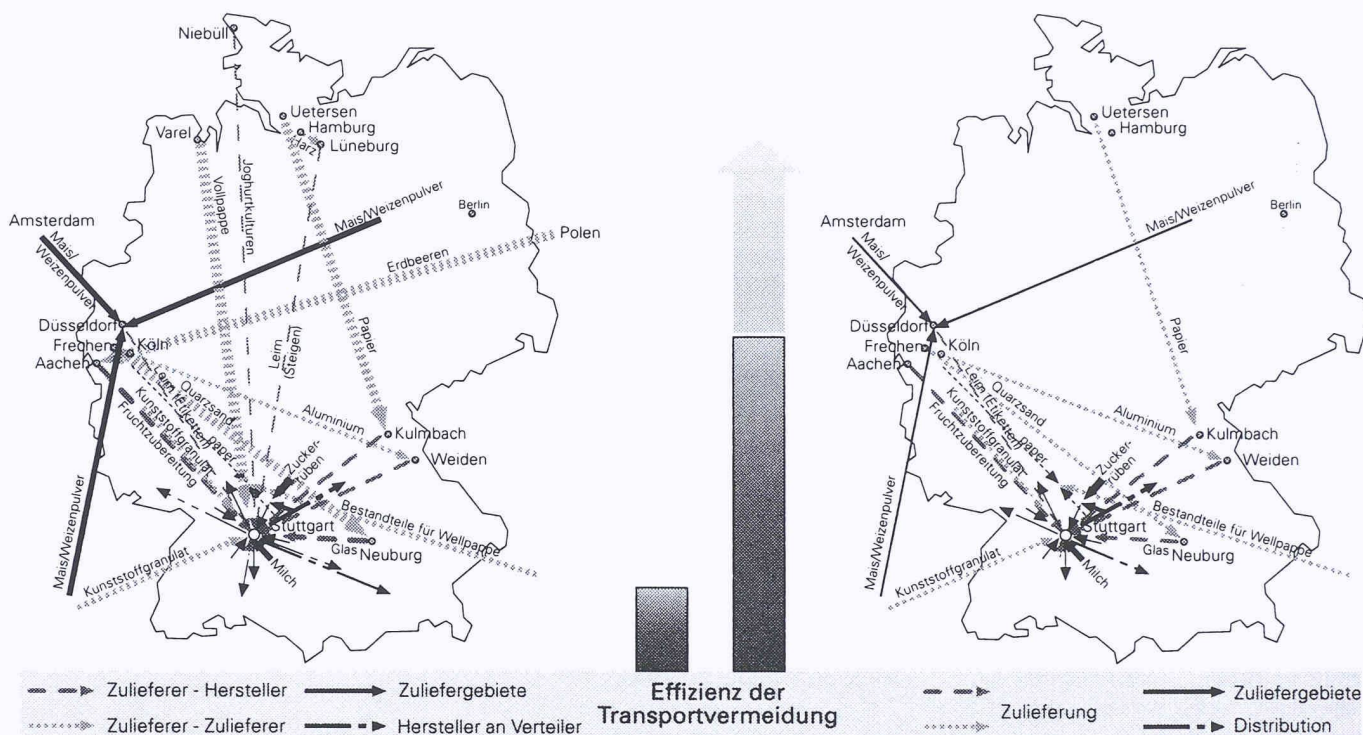 Niebüll
Uetersen
Hamburg
Harz
Lüneburg
Varel
Vollpappe
Joghurtkulturen
Mais/Weizenpulver
Berlin
Amsterdam
Mais/
Weizenpulver
Polen
Erdbeeren
Düsseldorf
Frechen
Köln
Aachen
Leim
(Steigen)
Papier
Quarzsand
Aluminium
Kunststoffgranulat
Fruchtzubereitung
Kulmbach
Weiden
Zucker-
rüben
Stuttgart
Bestandteile für Wellpappe
Glas
Neuburg
Mais/Weizenpulver
Kunststoffgranulat
Milch
Uetersen
Hamburg
Mais/Weizenpulver
Berlin
Amsterdam
Mais/
Weizenpulver
Düsseldorf
Frechen
Köln
Aachen
Papier
Quarzsand
Aluminium
Kunststoffgranulat
Fruchtzubereitung
Kulmbach
Weiden
Zucker-
rüben
Stuttgart
Bestandteile für Wellpappe
Glas
Neuburg
Mais/Weizenpulver
Kunststoffgranulat
Milch
Zulieferer - Hersteller
Zuliefergebiete
Zulieferer - Zulieferer
Hersteller an Verteiler
Effizienz der
Transportvermeidung
Zulieferung
Zuliefergebiete
Distribution